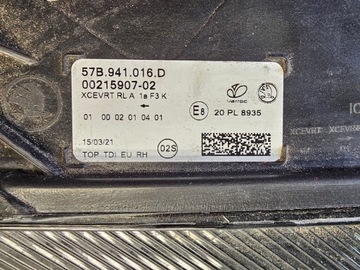 57B.941.016.D
00215907-02
XCEVRT RL A 1a F3 K
←
01 00 02 01 04 01
E8
20 PL 8935
15/03/21
TOP TDI EU RH
02S
XCEVRT